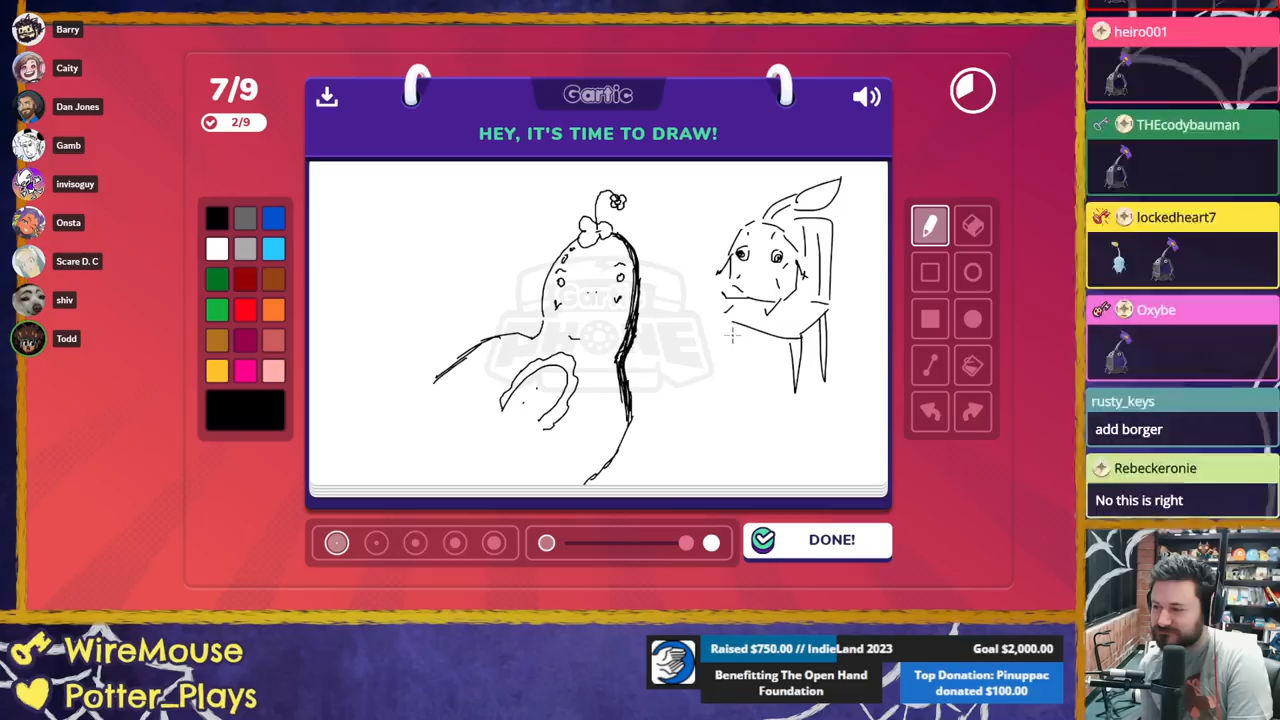 Barry
Caity
Dan Jones
Gamb
invisoguy
Onsta
Scare D. C
shiv
Todd
7/9
2/9
Gartic
HEY, IT'S TIME TO DRAW!
Gartic
PHONE
DONE!
heiro001
THEcodybauman
lockedheart7
Oxybe
rusty_keys
add borger
Rebeckeronie
No this is right
WireMouse
Potter_Plays
Raised $750.00 // IndieLand 2023
Goal $2,000.00
Benefitting The Open Hand
Foundation
Top Donation: Pinuppac
donated $100.00